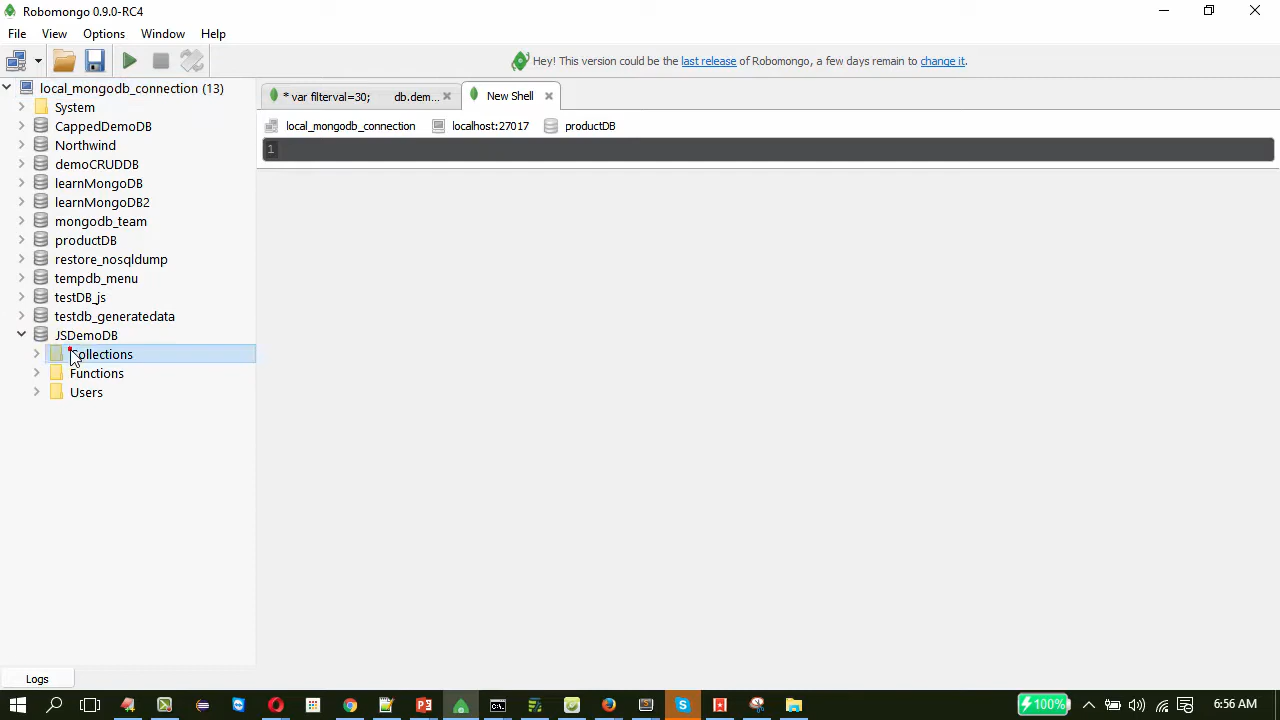 Robomongo 0.9.0-RC4
File View Options Window Help
Hey! This version could be the last release of Robomongo, a few days remain to change it.
local_mongodb_connection (13)
System
CappedDemoDB
Northwind
demoCRUDDB
learnMongoDB
learnMongoDB2
mongodb_team
productDB
restore_nosqldump
tempdb_menu
testDB_js
testdb_generatedata
JSDemoDB
Collections
Functions
Users
* var filterval=30; db.dem...
New Shell
local_mongodb_connection localhost:27017 productDB
1
Logs
100%
6:56 AM